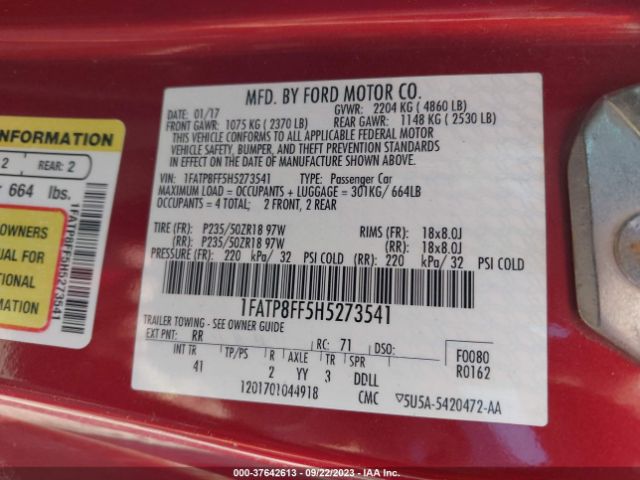 MFD. BY FORD MOTOR CO.
DATE: 01/17 GVWR: 2204 KG ( 4860 LB)
FRONT GAWR: 1075 KG ( 2370 LB) REAR GAWR: 1148 KG ( 2530 LB)
THIS VEHICLE CONFORMS TO ALL APPLICABLE FEDERAL MOTOR
VEHICLE SAFETY, BUMPER, AND THEFT PREVENTION STANDARDS
IN EFFECT ON THE DATE OF MANUFACTURE SHOWN ABOVE.
VIN: 1FATP8FF5H5273541 TYPE: Passenger Car
MAXIMUM LOAD = OCCUPANTS + LUGGAGE = 301KG/ 664LB
OCCUPANTS = 4 TOTAL; 2 FRONT, 2 REAR
TIRE (FR): P235/50ZR18 97W RIMS (FR): 18x8.0J
(RR): P235/50ZR18 97W (RR): 18x8.0J
PRESSURE (FR): 220 kPa/ 32 PSI COLD (RR): 220 kPa/ 32 PSI COLD
1FATP8FF5H5273541
TRAILER TOWING - SEE OWNER GUIDE
EXT PNT: RR RC: 71 DSO:
INT TR TP/PS R AXLE TR SPR
41 2 YY 3 DDLL
F0080
R0162
1201701044918 CMC ▽5U5A-5420472-AA
INFORMATION
2 REAR: 2
r 664 lbs.
OWNERS
UAL FOR
TIONAL
MATION
1FATP8FF5H5273541
000-37642613 - 09/22/2023 - IAA Inc.